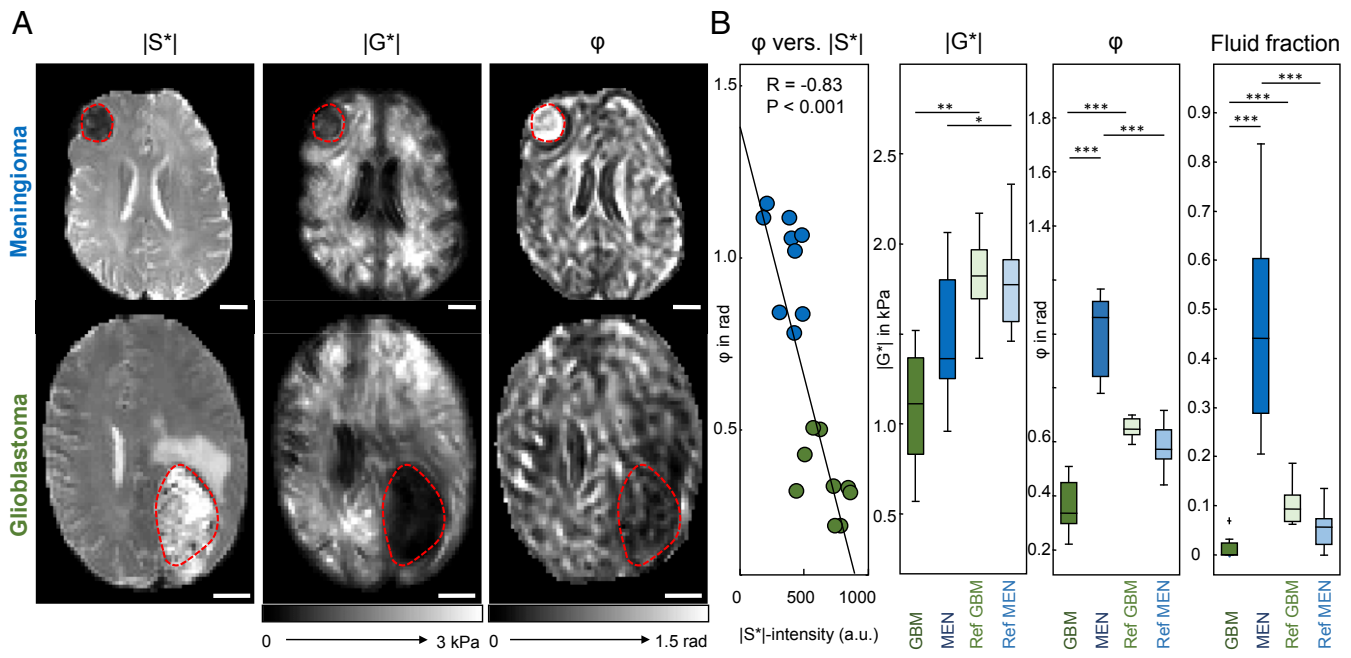 A
|S*|
|G*|
φ
Meningioma
Glioblastoma
0
3 kPa
0
1.5 rad
B
φ vers. |S*|
|G*|
φ
Fluid fraction
R = -0.83
P < 0.001
1.5
1.0
0.5
φ in rad
0
500
1000
|S*|-intensity (a.u.)
**
*
2.5
2.0
1.5
1.0
0.5
|G*| in kPa
GBM
MEN
Ref GBM
Ref MEN
***
***
***
1.8
1.6
1.4
0.6
0.4
0.2
φ in rad
GBM
MEN
Ref GBM
Ref MEN
***
***
***
0.9
0.8
0.7
0.6
0.5
0.4
0.3
0.2
0.1
0
GBM
MEN
Ref GBM
Ref MEN